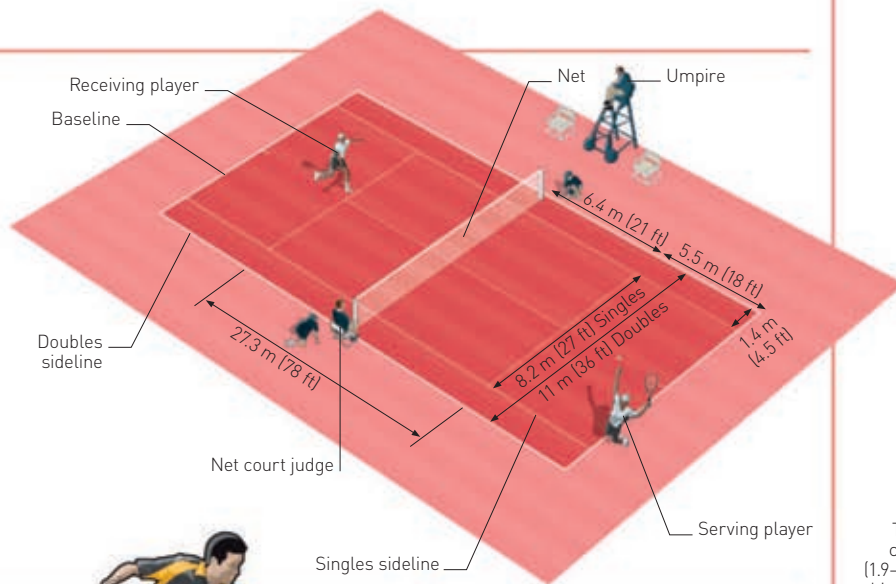 Receiving player
Net
Umpire
Baseline
6.4 m (21 ft)
5.5 m (18 ft)
8.2 m (27 ft) Singles
11 m (36 ft) Doubles
1.4 m
(4.5 ft)
Doubles
sideline
27.3 m (78 ft)
Net court judge
Serving player
Singles sideline
(1.9